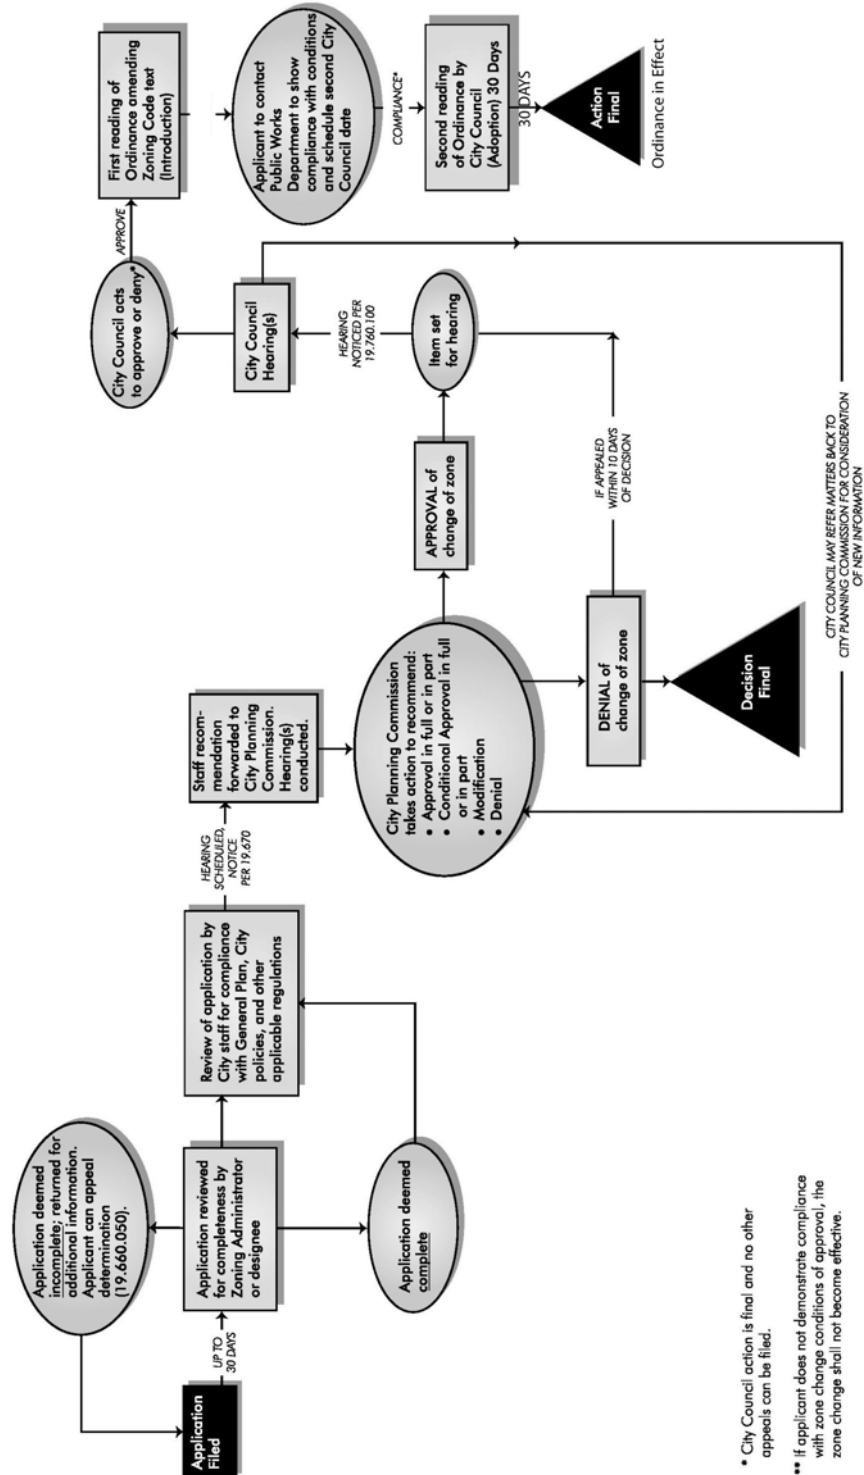 Application
Filed
UP TO
30 DAYS
Application deemed
incomplete; returned for
additional information.
Applicant can appeal
determination
(19.660.050).
Application reviewed
for completeness by
Zoning Administrator
or designee
Application deemed
complete
Review of application by
City staff for compliance
with General Plan, City
policies, and other
applicable regulations
HEARING
SCHEDULED,
NOTICE
PER 19.670
Staff recom-
mendation
forwarded to
City Planning
Commission.
Hearing(s)
conducted.
City Planning Commission
takes action to recommend:
• Approval in full or in part
• Conditional Approval in full
or in part
• Modification
• Denial
APPROVAL of
change of zone
DENIAL of
change of zone
Decision
Final
IF APPEALED
WITHIN 10 DAYS
OF DECISION
Item set
for hearing
HEARING
NOTICED PER
19.760.100
City Council
Hearing(s)
CITY COUNCIL MAY REFER MATTERS BACK TO
CITY PLANNING COMMISSION FOR CONSIDERATION
OF NEW INFORMATION
City Council acts
to approve or deny*
APPROVE
First reading of
Ordinance amending
Zoning Code text
(Introduction)
Applicant to contact
Public Works
Department to show
compliance with conditions
and schedule second City
Council date
COMPLIANCE*
Second reading
of Ordinance by
City Council
(Adoption) 30 Days
30 DAYS
Action
Final
Ordinance in Effect
* City Council action is final and no other
appeals can be filed.
** If applicant does not demonstrate compliance
with zone change conditions of approval, the
zone change shall not become effective.